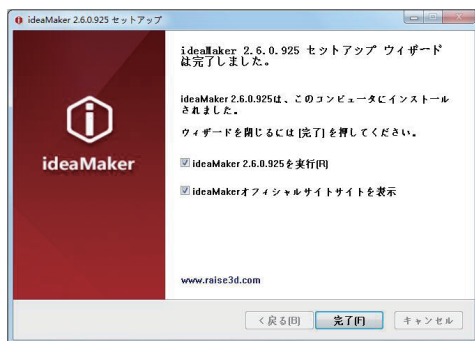 ideaMaker 2.6.0.925 セットアップ
ideaMaker 2.6.0.925 セットアップ ウィザード
は完了しました。
ideaMaker 2.6.0.925は、このコンピュータにインストール
されました。
ウィザードを閉じるには [完了] を押してください。
ideaMaker
ideaMaker 2.6.0.925を実行(R)
ideaMakerオフィシャルサイトサイトを表示
www.raise3d.com
< 戻る(B)
完了(F)
キャンセル